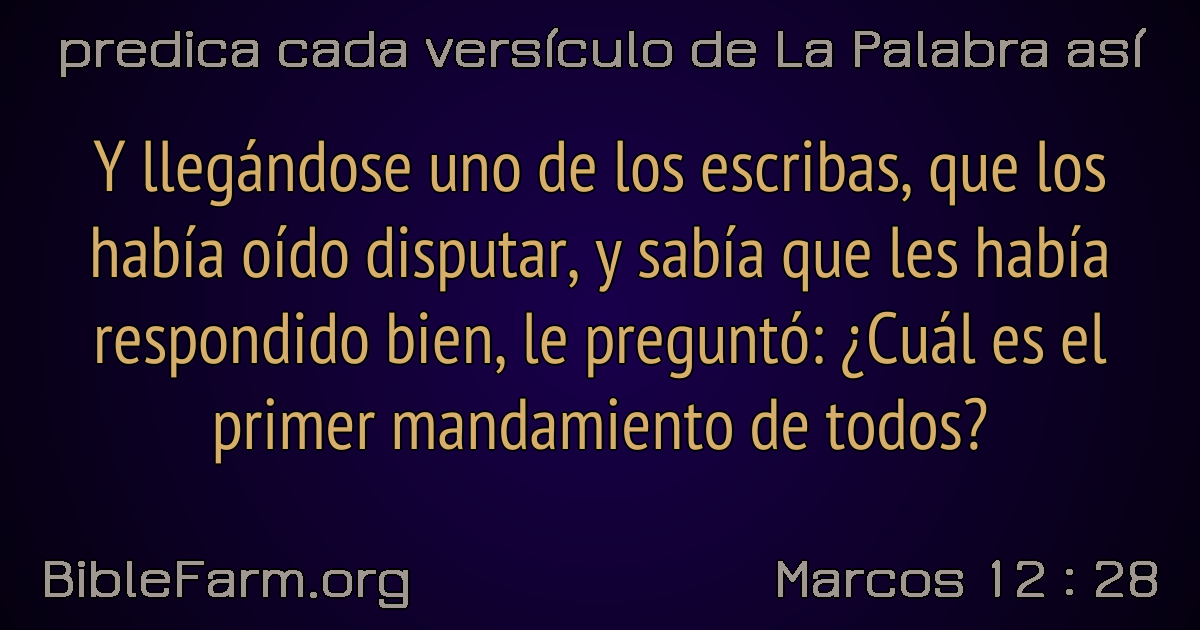 predica cada versículo de La Palabra así
Y llegándose uno de los escribas, que los
había oído disputar, y sabía que les había
respondido bien, le preguntó: ¿Cuál es el
primer mandamiento de todos?
BibleFarm.org
Marcos 12 : 28